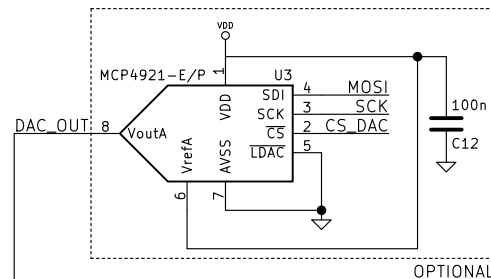 VDD
MCP4921-E/P
U3
1
VDD
SDI
4
MOSI
SCK
3
SCK
CS
2
CS_DAC
LDAC
5
DAC_OUT
8
VoutA
VrefA
AVSS
6
7
100n
C12
OPTIONAL